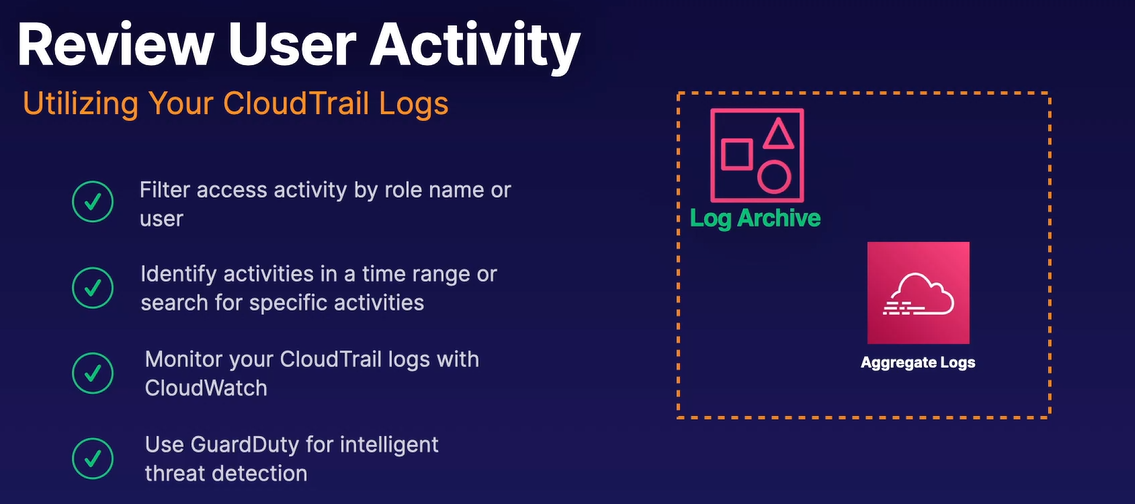 Review User Activity
Utilizing Your CloudTrail Logs
Filter access activity by role name or
user
Identify activities in a time range or
search for specific activities
Monitor your CloudTrail logs with
CloudWatch
Use GuardDuty for intelligent
threat detection
Log Archive
Aggregate Logs